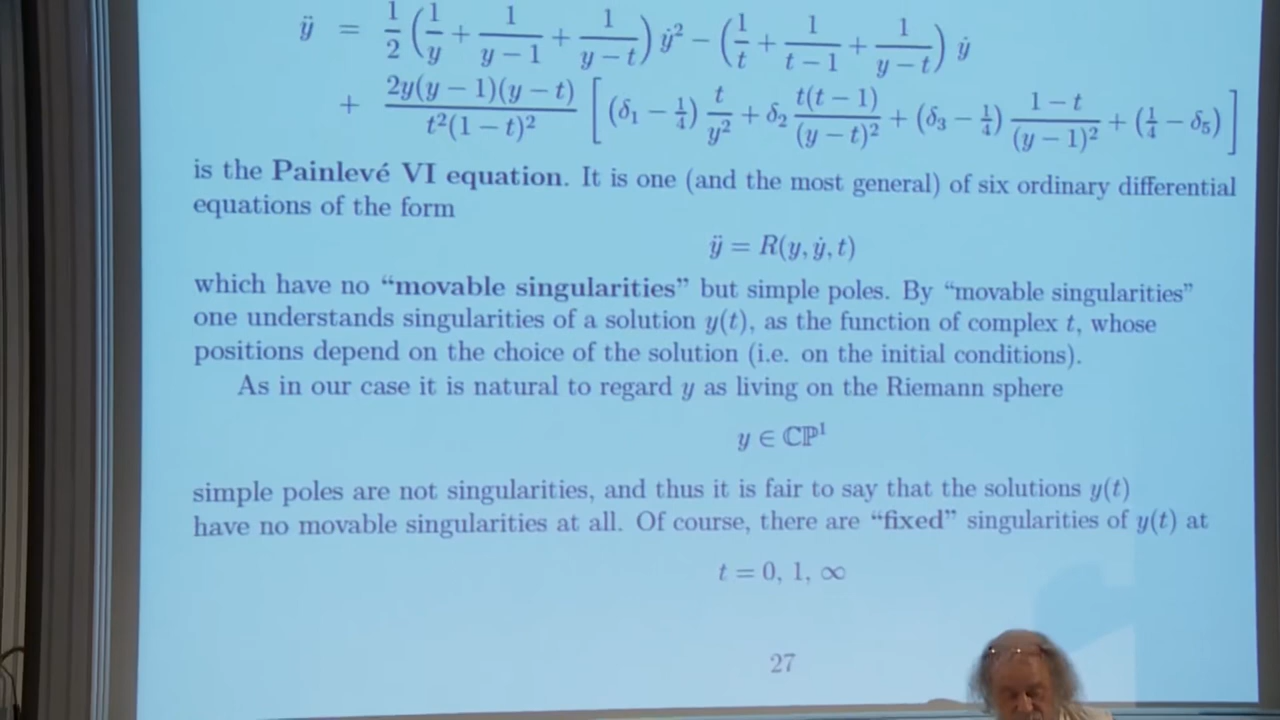 ÿ = 1/2 (1/y + 1/(y − 1) + 1/(y − t)) ẏ² − (1/t + 1/(t − 1) + 1/(y − t)) ẏ
+ 2y(y − 1)(y − t)/t²(1 − t)² [(δ₁ − ¼) t/y² + δ₂ t(t − 1)/(y − t)² + (δ₃ − ¼) (1 − t)/(y − 1)² + (¼ − δ₅)]
is the Painlevé VI equation. It is one (and the most general) of six ordinary differential
equations of the form
ÿ = R(y, ẏ, t)
which have no “movable singularities” but simple poles. By “movable singularities”
one understands singularities of a solution y(t), as the function of complex t, whose
positions depend on the choice of the solution (i.e. on the initial conditions).
As in our case it is natural to regard y as living on the Riemann sphere
y ∈ ℂℙ¹
simple poles are not singularities, and thus it is fair to say that the solutions y(t)
have no movable singularities at all. Of course, there are “fixed” singularities of y(t) at
t = 0, 1, ∞
27